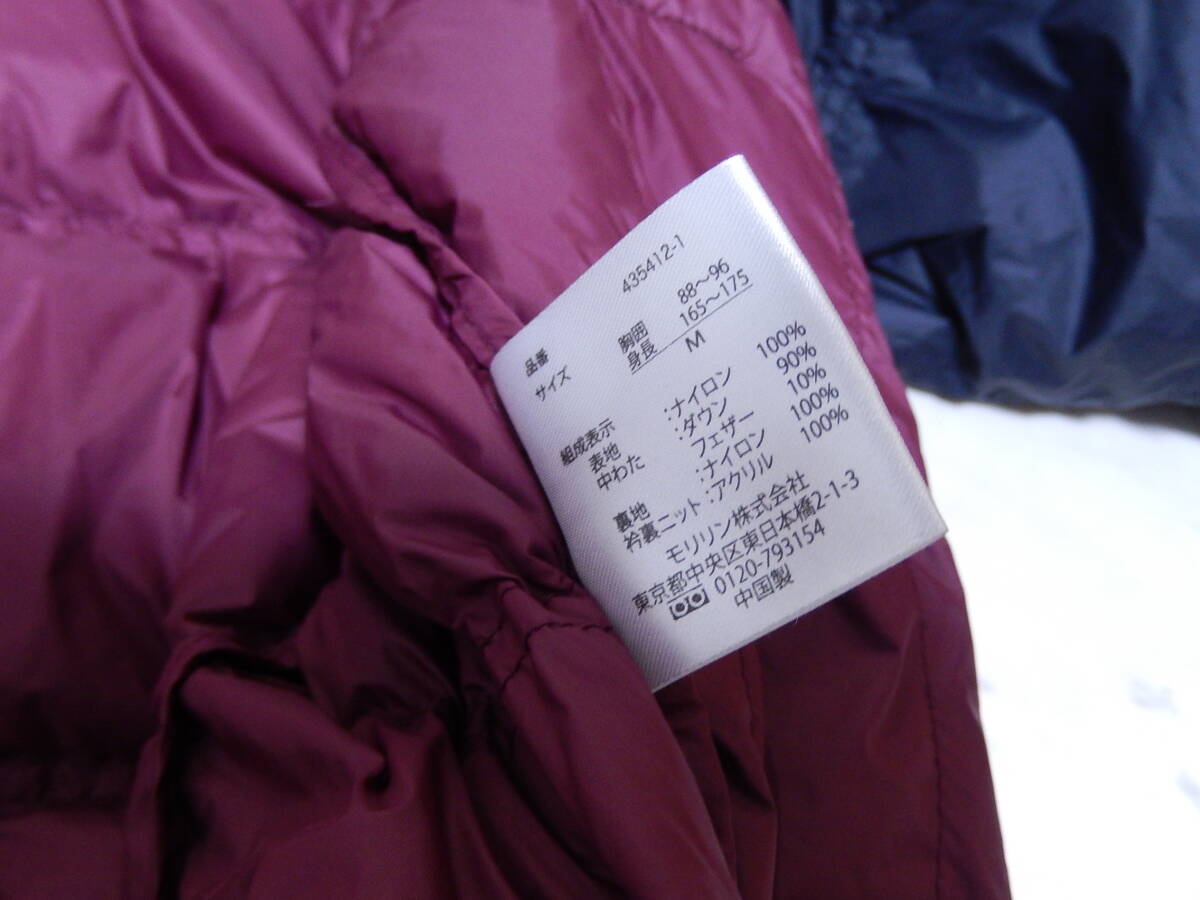 品番 435412-1
サイズ 胸囲 88～96
身長 165～175
M
組成表示
表地 :ナイロン 100%
中わた :ダウン 90%
フェザー 10%
裏地 :ナイロン 100%
衿裏ニット:アクリル 100%
モリリン株式会社
東京都中央区東日本橋2-1-3
0120-793154
中国製